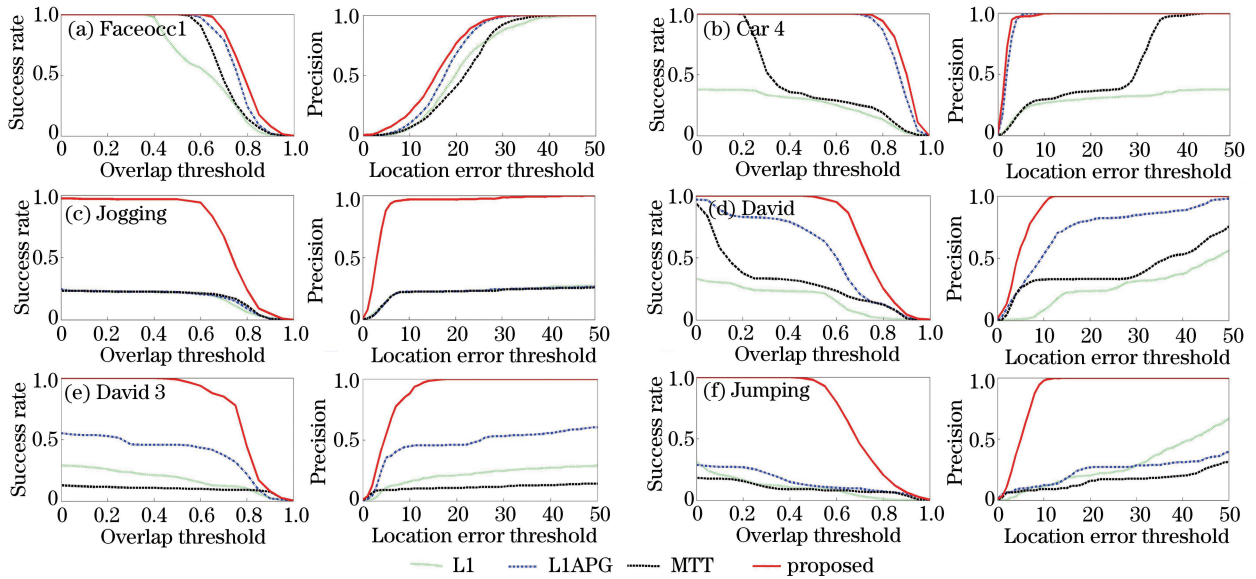 (a) Faceocc1
Success rate
1.0
0.5
0
0 0.2 0.4 0.6 0.8 1.0
Overlap threshold
Precision
1.0
0.5
0
0 10 20 30 40 50
Location error threshold
(b) Car 4
Success rate
1.0
0.5
0
0 0.2 0.4 0.6 0.8 1.0
Overlap threshold
Precision
1.0
0.5
0
0 10 20 30 40 50
Location error threshold
(c) Jogging
Success rate
1.0
0.5
0
0 0.2 0.4 0.6 0.8 1.0
Overlap threshold
Precision
1.0
0.5
0
0 10 20 30 40 50
Location error threshold
(d) David
Success rate
1.0
0.5
0
0 0.2 0.4 0.6 0.8 1.0
Overlap threshold
Precision
1.0
0.5
0
0 10 20 30 40 50
Location error threshold
(e) David 3
Success rate
1.0
0.5
0
0 0.2 0.4 0.6 0.8 1.0
Overlap threshold
Precision
1.0
0.5
0
0 10 20 30 40 50
Location error threshold
(f) Jumping
Success rate
1.0
0.5
0
0 0.2 0.4 0.6 0.8 1.0
Overlap threshold
Precision
1.0
0.5
0
0 10 20 30 40 50
Location error threshold
L1 L1APG MTT proposed